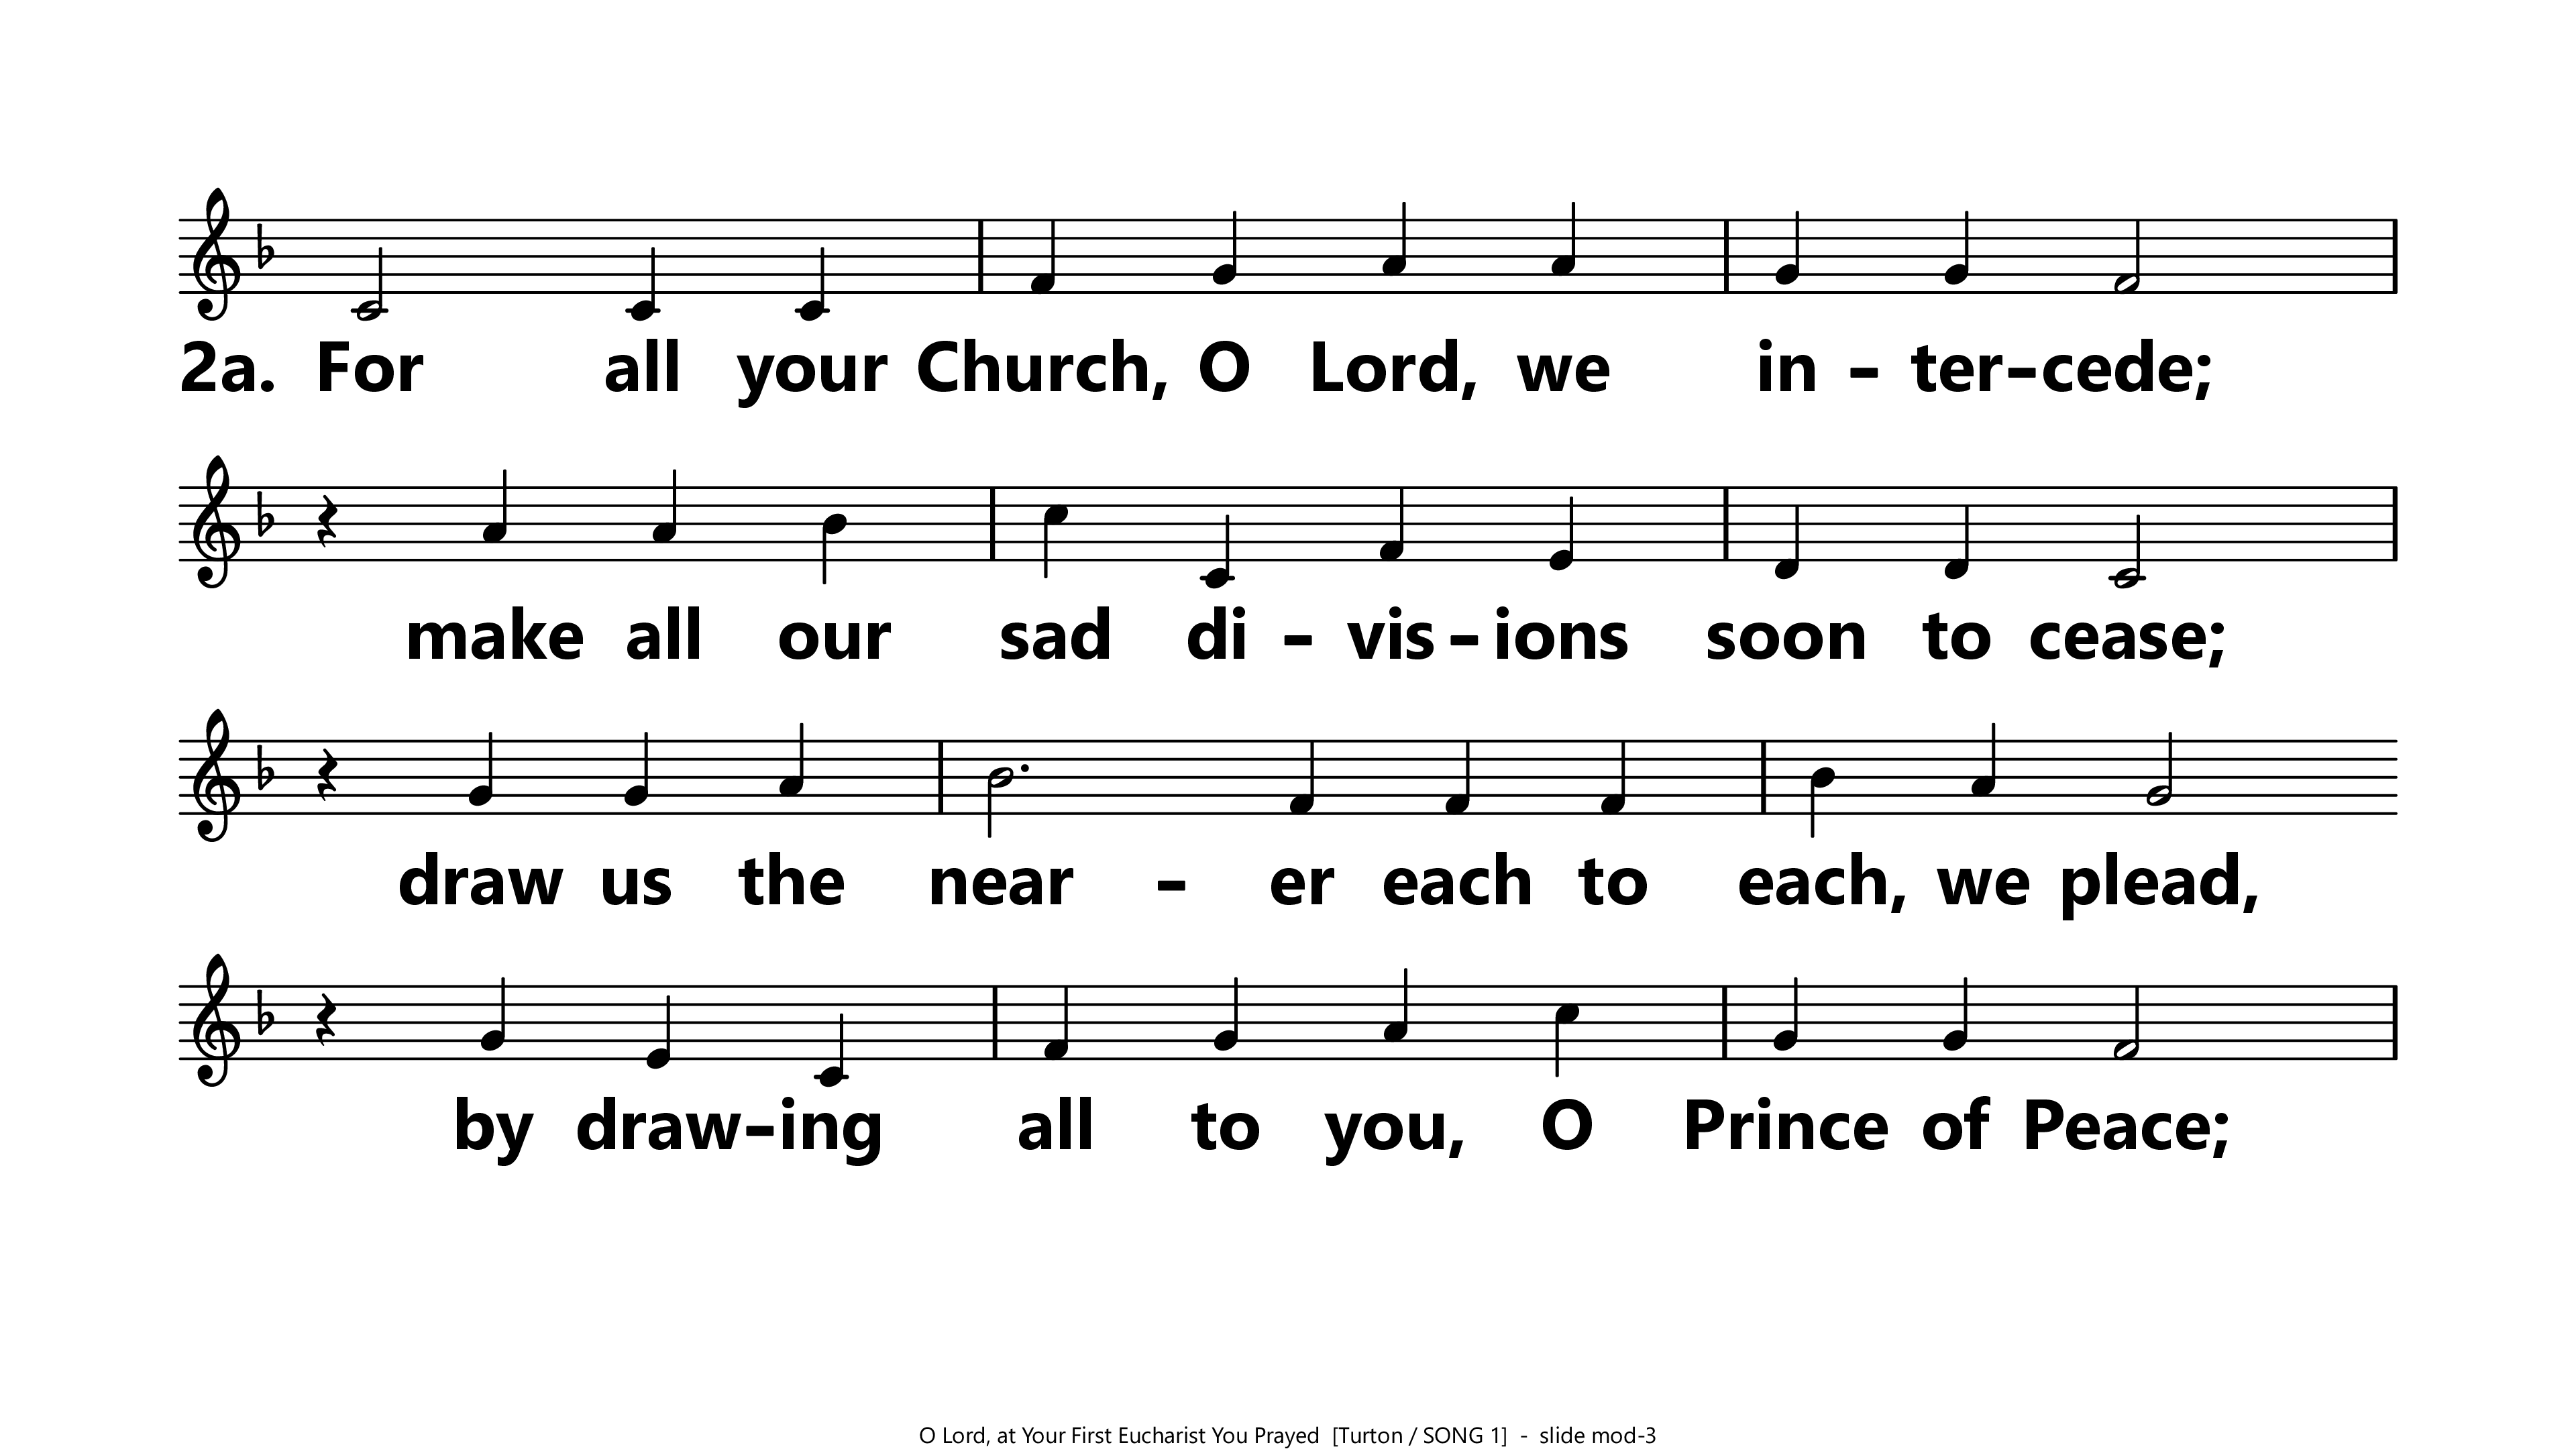 2a. For all your Church, O Lord, we in - ter-cede;
make all our sad di - vis - ions soon to cease;
draw us the near - er each to each, we plead,
by draw-ing all to you, O Prince of Peace;
O Lord, at Your First Eucharist You Prayed [Turton / SONG 1] - slide mod-3